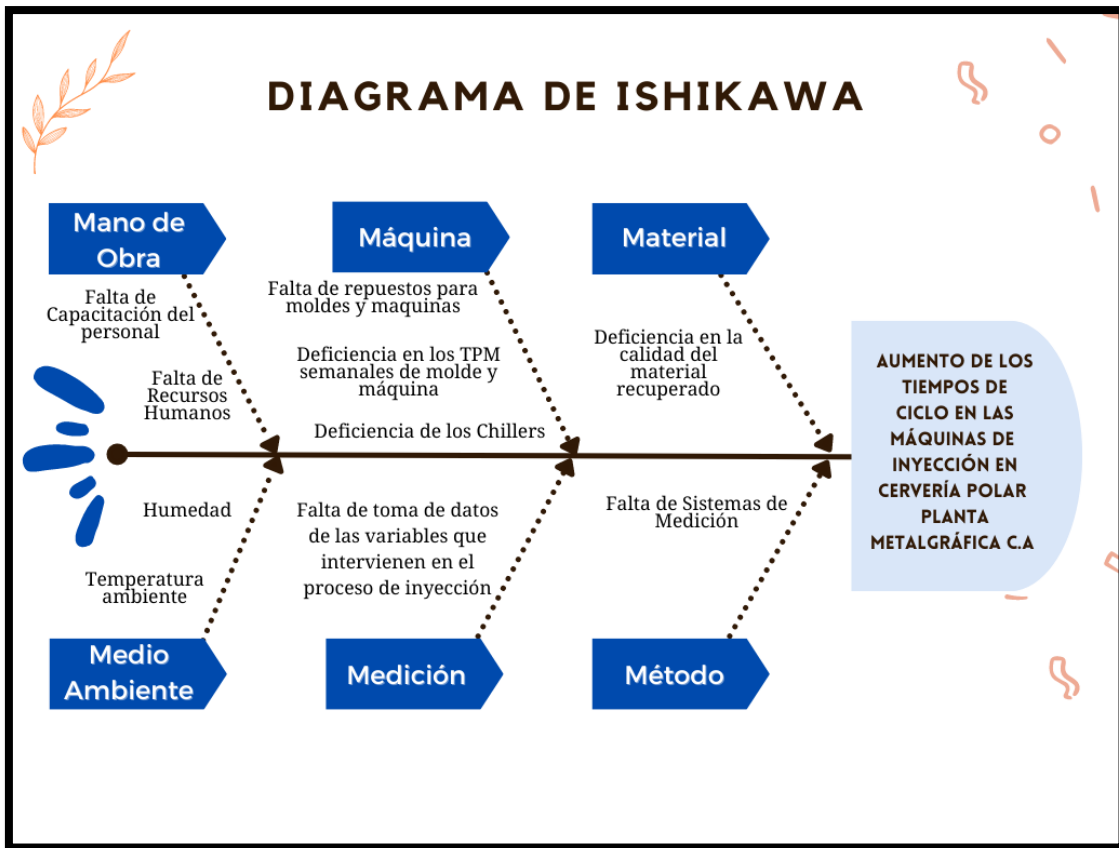 DIAGRAMA DE ISHIKAWA
Mano de
Obra
Máquina
Material
Falta de
Capacitación del
personal
Falta de
Recursos
Humanos
Falta de repuestos para
moldes y maquinas
Deficiencia en los TPM
semanales de molde y
máquina
Deficiencia de los Chillers
Deficiencia en la
calidad del
material
recuperado
AUMENTO DE LOS
TIEMPOS DE
CICLO EN LAS
MÁQUINAS DE
INYECCIÓN EN
CERVERÍA POLAR
PLANTA
METALGRÁFICA C.A
Humedad
Temperatura
ambiente
Falta de toma de datos
de las variables que
intervienen en el
proceso de inyección
Falta de Sistemas de
Medición
Medio
Ambiente
Medición
Método